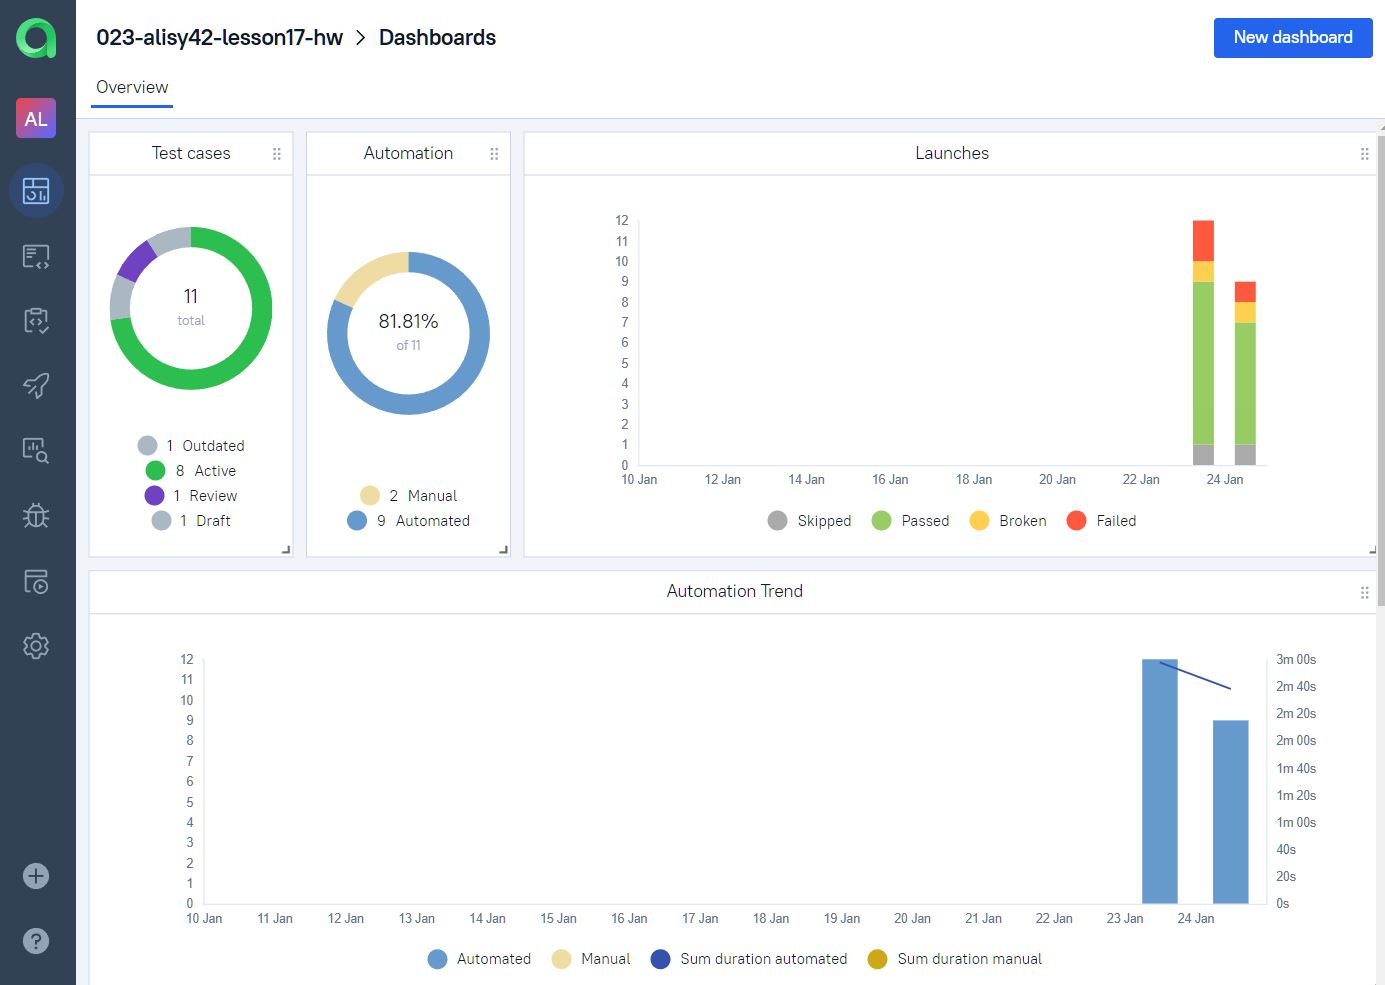 023-alisy42-lesson17-hw > Dashboards
New dashboard
Overview
AL
Test cases
11
total
1 Outdated
8 Active
1 Review
1 Draft
Automation
81.81%
of 11
2 Manual
9 Automated
Launches
12
11
10
9
8
7
6
5
4
3
2
1
0
10 Jan 12 Jan 14 Jan 16 Jan 18 Jan 20 Jan 22 Jan 24 Jan
Skipped Passed Broken Failed
Automation Trend
12
11
10
9
8
7
6
5
4
3
2
1
0
3m 00s
2m 40s
2m 20s
2m 00s
1m 40s
1m 20s
1m 00s
40s
20s
0s
10 Jan 11 Jan 12 Jan 13 Jan 14 Jan 15 Jan 16 Jan 17 Jan 18 Jan 19 Jan 20 Jan 21 Jan 22 Jan 23 Jan 24 Jan
Automated Manual Sum duration automated Sum duration manual